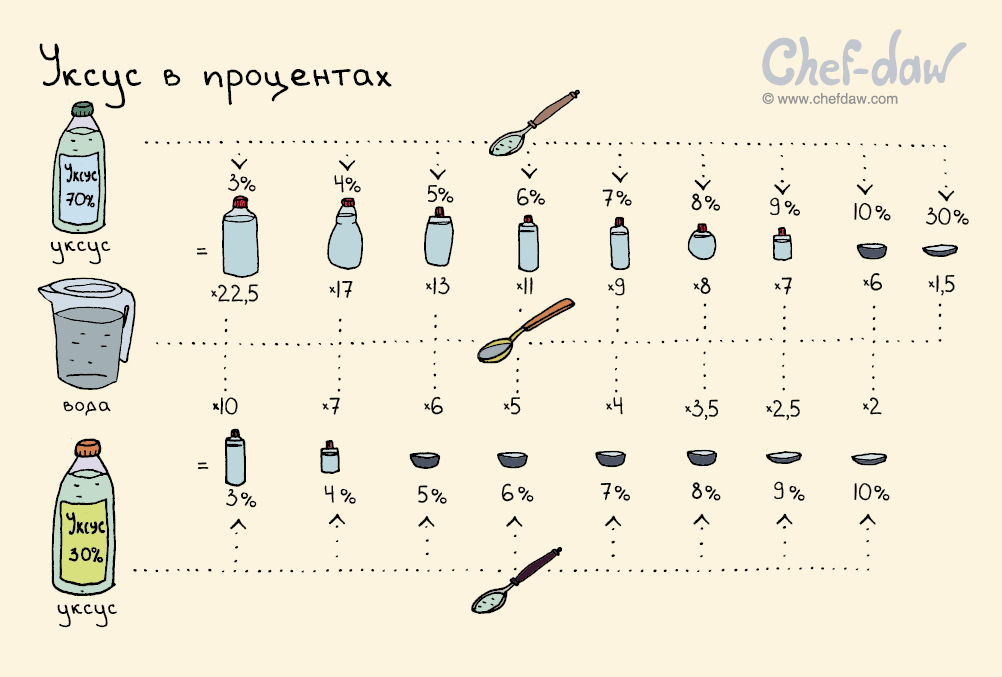 Уксус в процентах
Chef-daw
© www.chefdaw.com
Уксус
70%
уксус
3% 4% 5% 6% 7% 8% 9% 10% 30%
=
×22,5 ×17 ×13 ×11 ×9 ×8 ×7 ×6 ×1,5
вода
×10 ×7 ×6 ×5 ×4 ×3,5 ×2,5 ×2
=
Уксус
30%
3% 4% 5% 6% 7% 8% 9% 10%
уксус